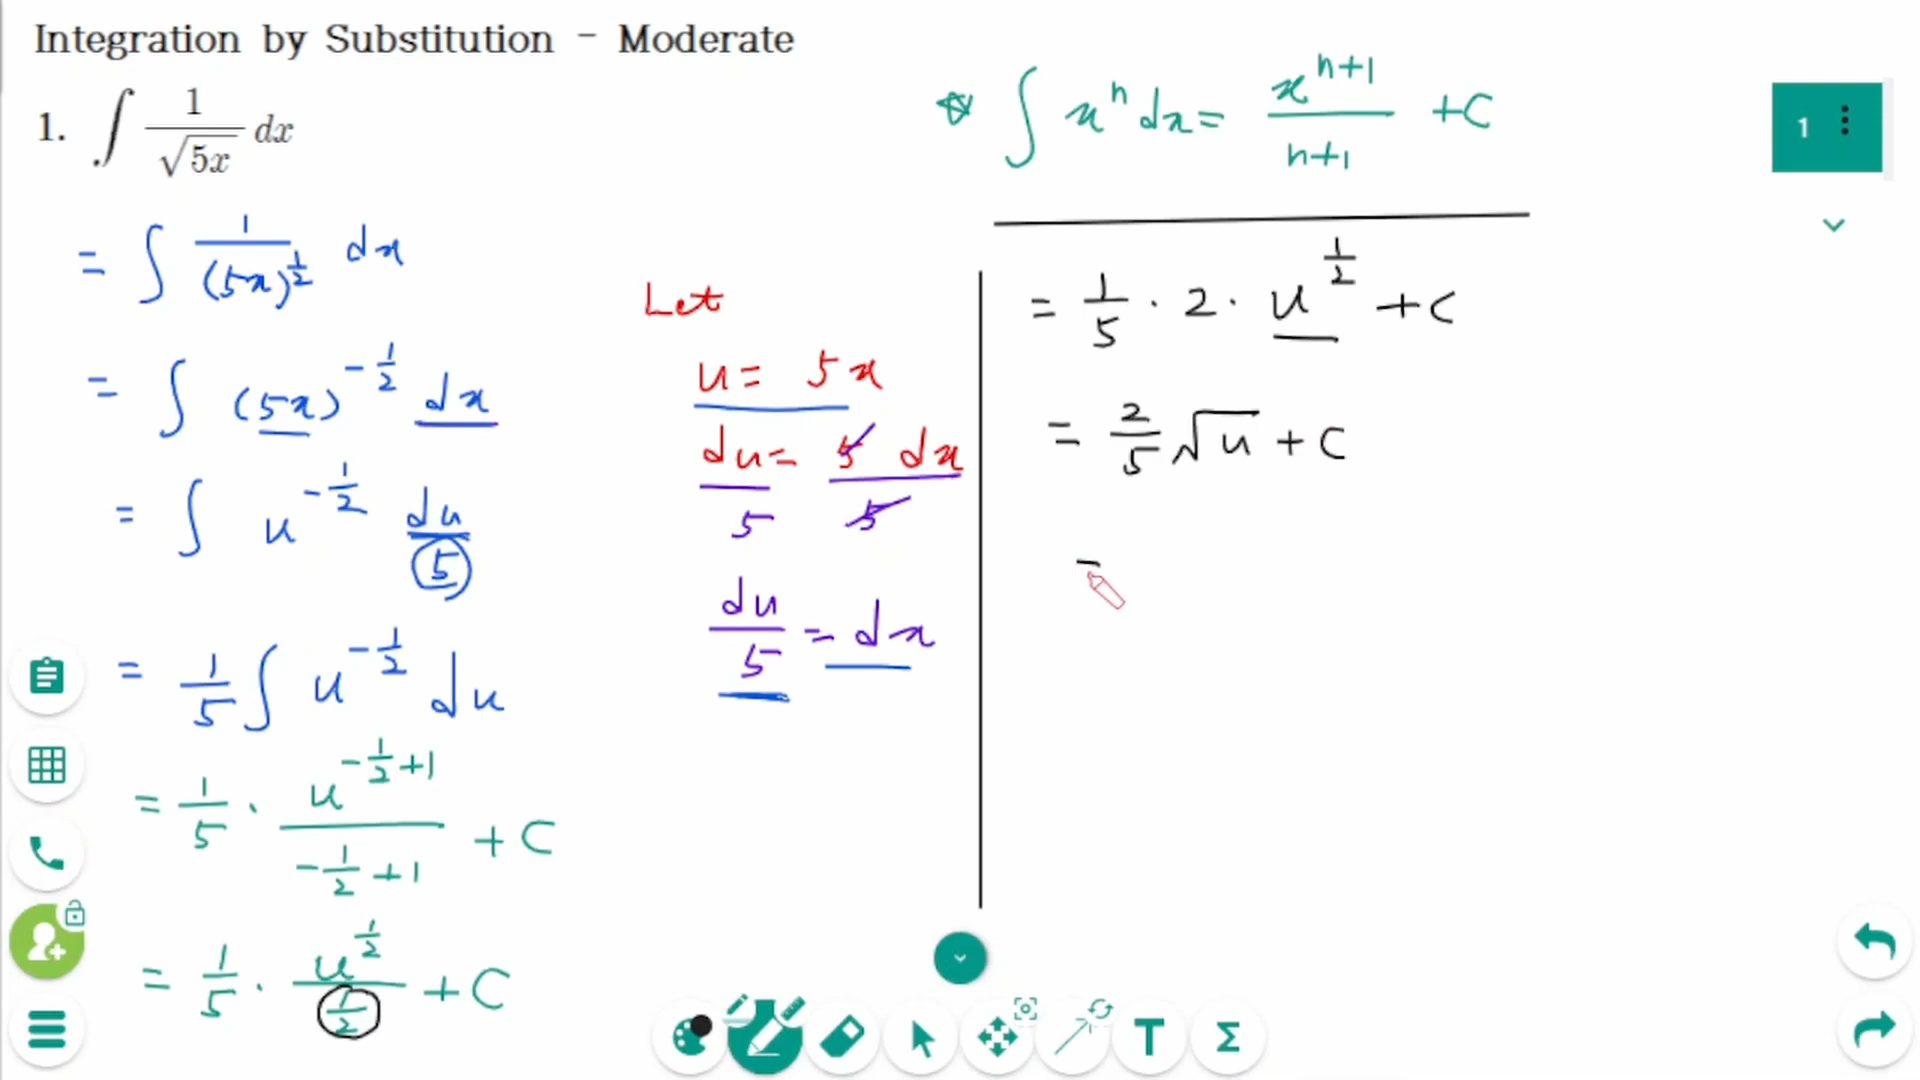 Integration by Substitution - Moderate
1. ∫ 1/√(5x) dx
= ∫ 1/(5x)^(1/2) dx
= ∫ (5x)^(-1/2) dx
= ∫ u^(-1/2) du/5
= 1/5 ∫ u^(-1/2) du
= 1/5 · u^(-1/2+1)/(-1/2+1) + C
= 1/5 · u^(1/2)/(1/2) + C
Let
u = 5x
du/5 = 5 dx/5
du/5 = dx
∫ x^n dx = x^(n+1)/(n+1) + C
= 1/5 · 2 · u^(1/2) + C
= 2/5 √u + C
-
1
T
Σ